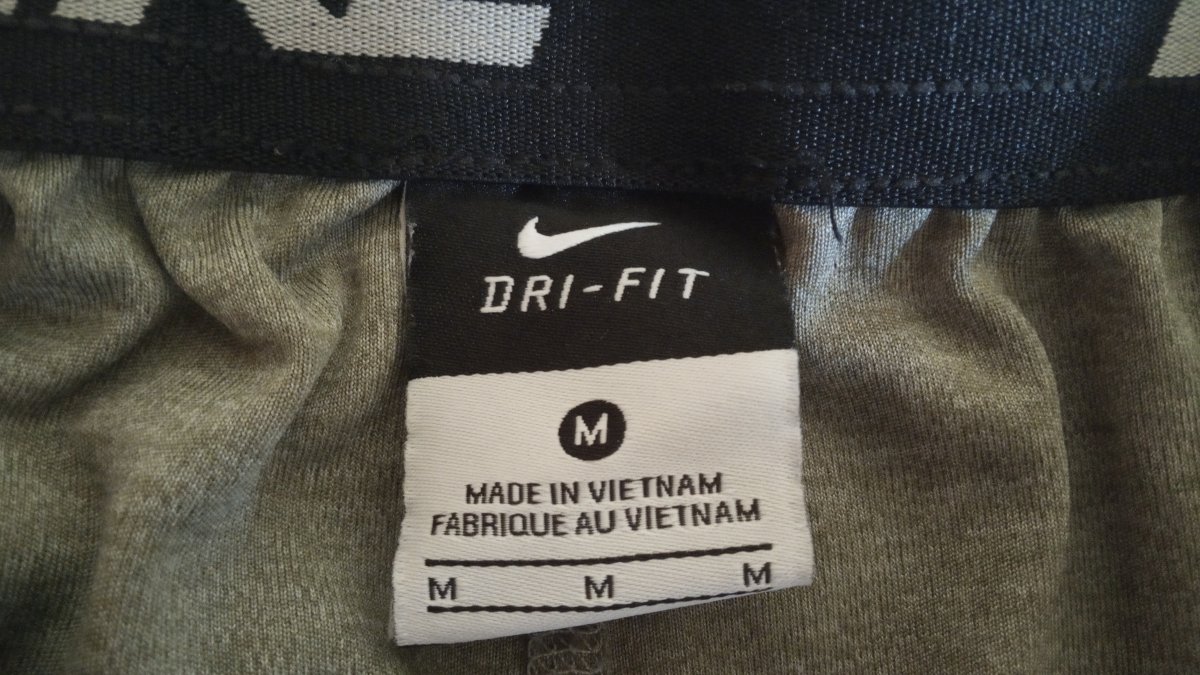 DRI-FIT
M
MADE IN VIETNAM
FABRIQUE AU VIETNAM
M M M